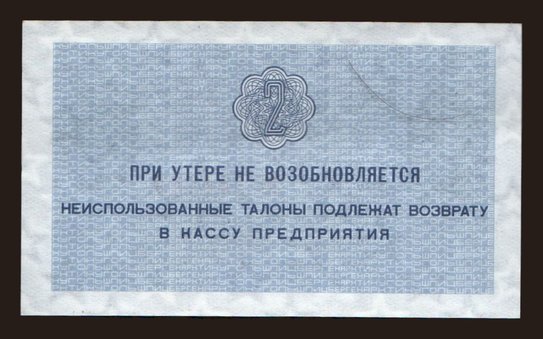 2
ПРИ УТЕРЕ НЕ ВОЗОБНОВЛЯЕТСЯ
НЕИСПОЛЬЗОВАННЫЕ ТАЛОНЫ ПОДЛЕЖАТ ВОЗВРАТУ
В КАССУ ПРЕДПРИЯТИЯ